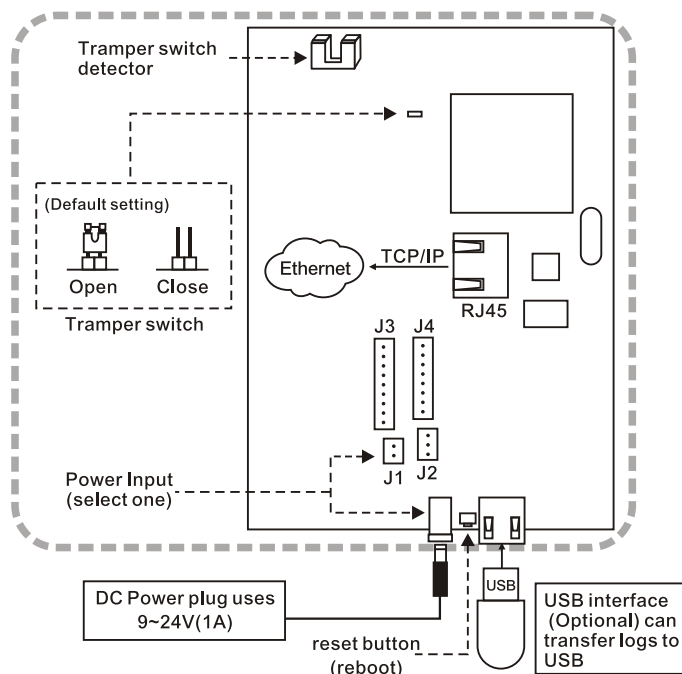 Tramper switch
detector
(Default setting)
Open
Close
Tramper switch
Ethernet
TCP/IP
RJ45
J3
J4
J1
J2
Power Input
(select one)
DC Power plug uses
9~24V(1A)
reset button
(reboot)
USB
USB interface
(Optional) can
transfer logs to
USB